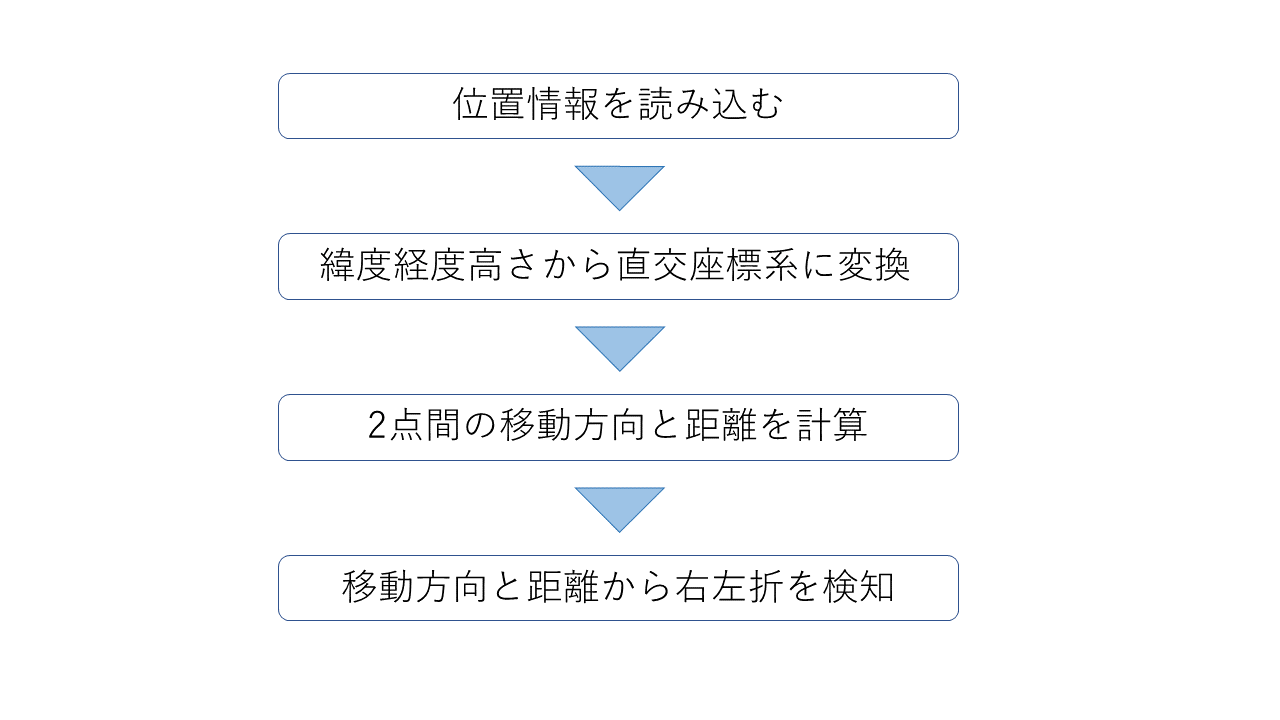 位置情報を読み込む
緯度経度高さから直交座標系に変換
2点間の移動方向と距離を計算
移動方向と距離から右左折を検知